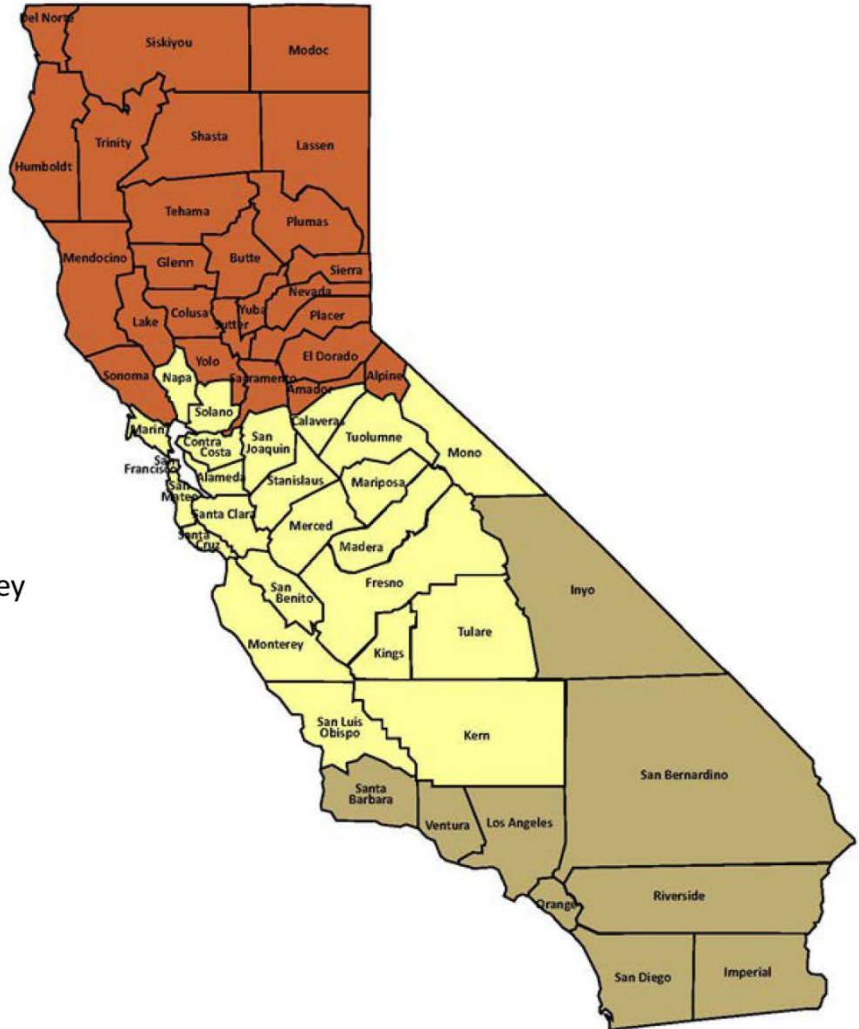 Del Norte
Siskiyou
Modoc
Humboldt
Trinity
Shasta
Lassen
Tehama
Plumas
Mendocino
Glenn
Butte
Sierra
Nevada
Lake
Colusa
Sutter
Yuba
Placer
Sonoma
Napa
Yolo
Sacramento
El Dorado
Amador
Alpine
Solano
Marin
Contra
Costa
San
Joaquin
Calaveras
Tuolumne
Mono
San
Francisco
Alameda
San
Mateo
Stanislaus
Mariposa
Santa Clara
Merced
Santa
Cruz
Madera
ey
San
Benito
Fresno
Inyo
Monterey
Kings
Tulare
San Luis
Obispo
Kern
San Bernardino
Santa
Barbara
Ventura
Los Angeles
Orange
Riverside
San Diego
Imperial